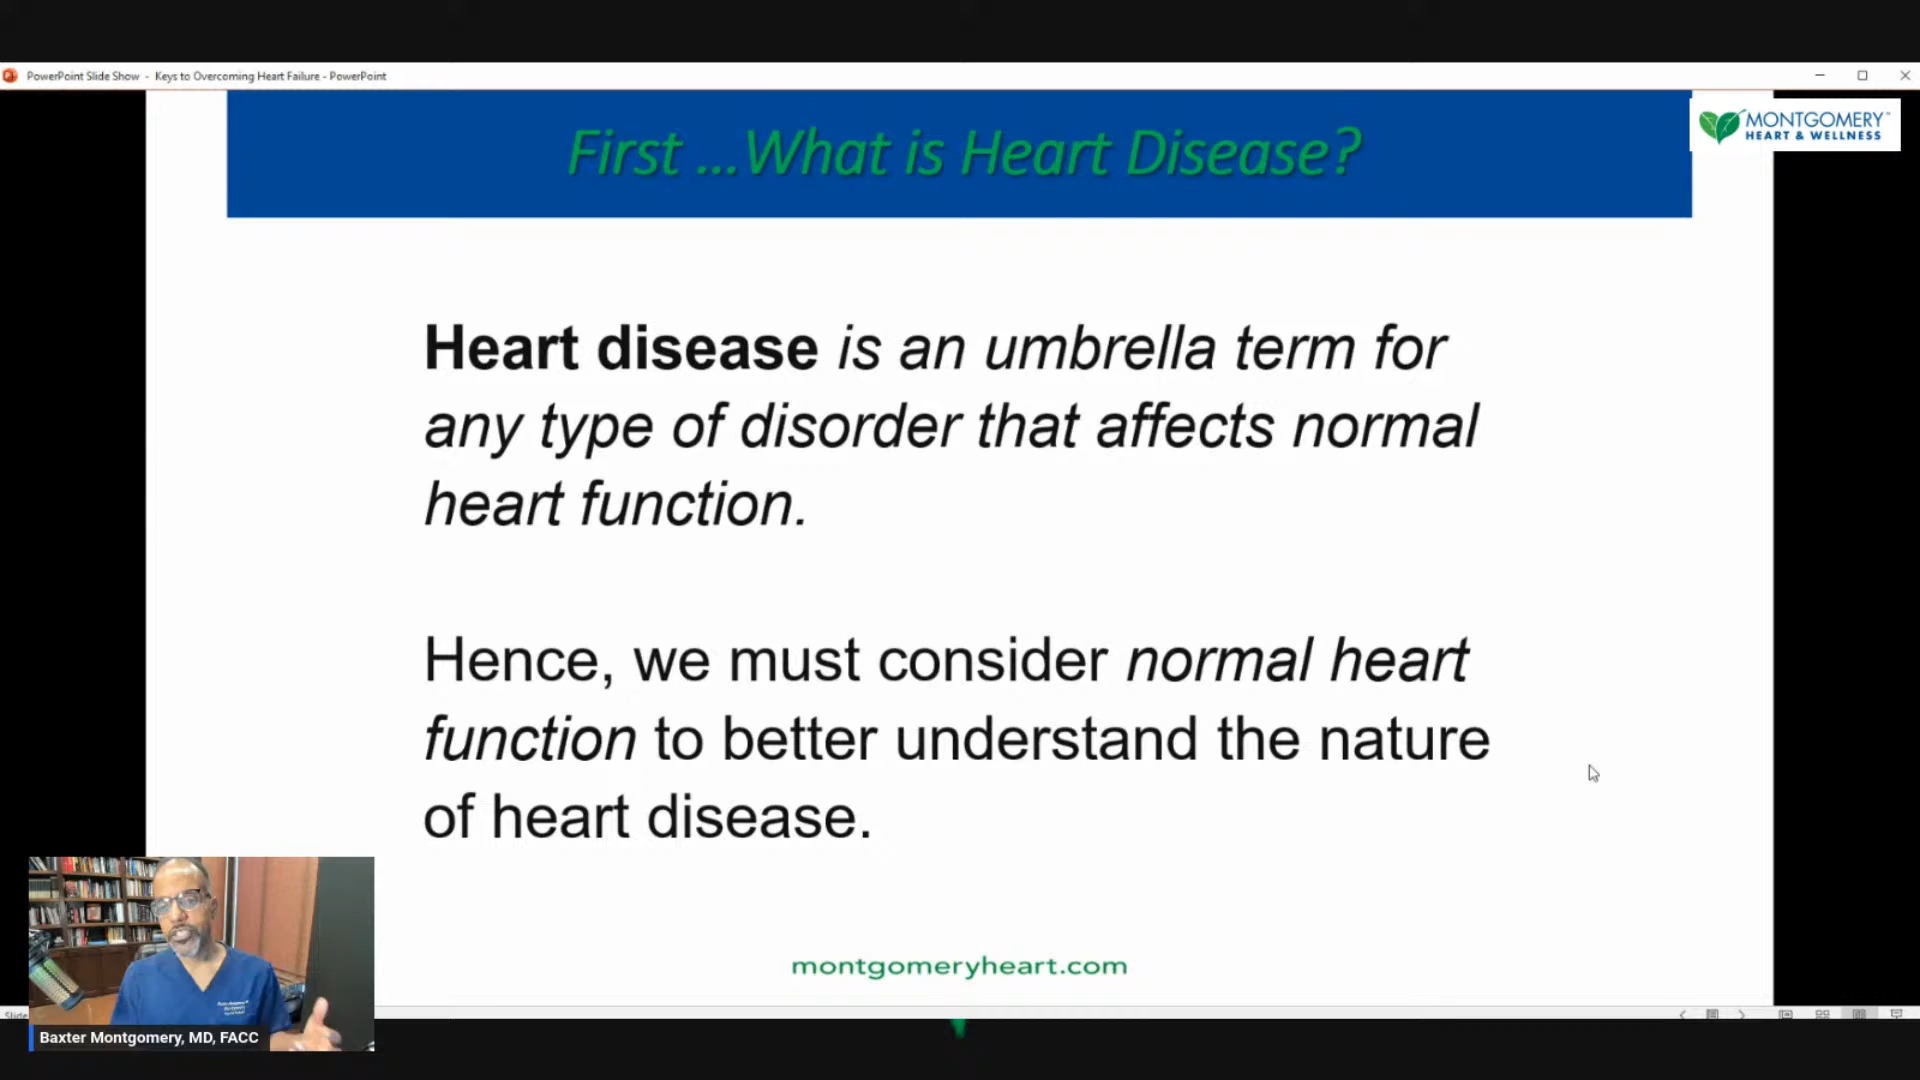 PowerPoint Slide Show - Keys to Overcoming Heart Failure - PowerPoint
First ...What is Heart Disease?
MONTGOMERY™
HEART & WELLNESS
Heart disease is an umbrella term for
any type of disorder that affects normal
heart function.
Hence, we must consider normal heart
function to better understand the nature
of heart disease.
montgomeryheart.com
Slide
Baxter Montgomery, MD, FACC